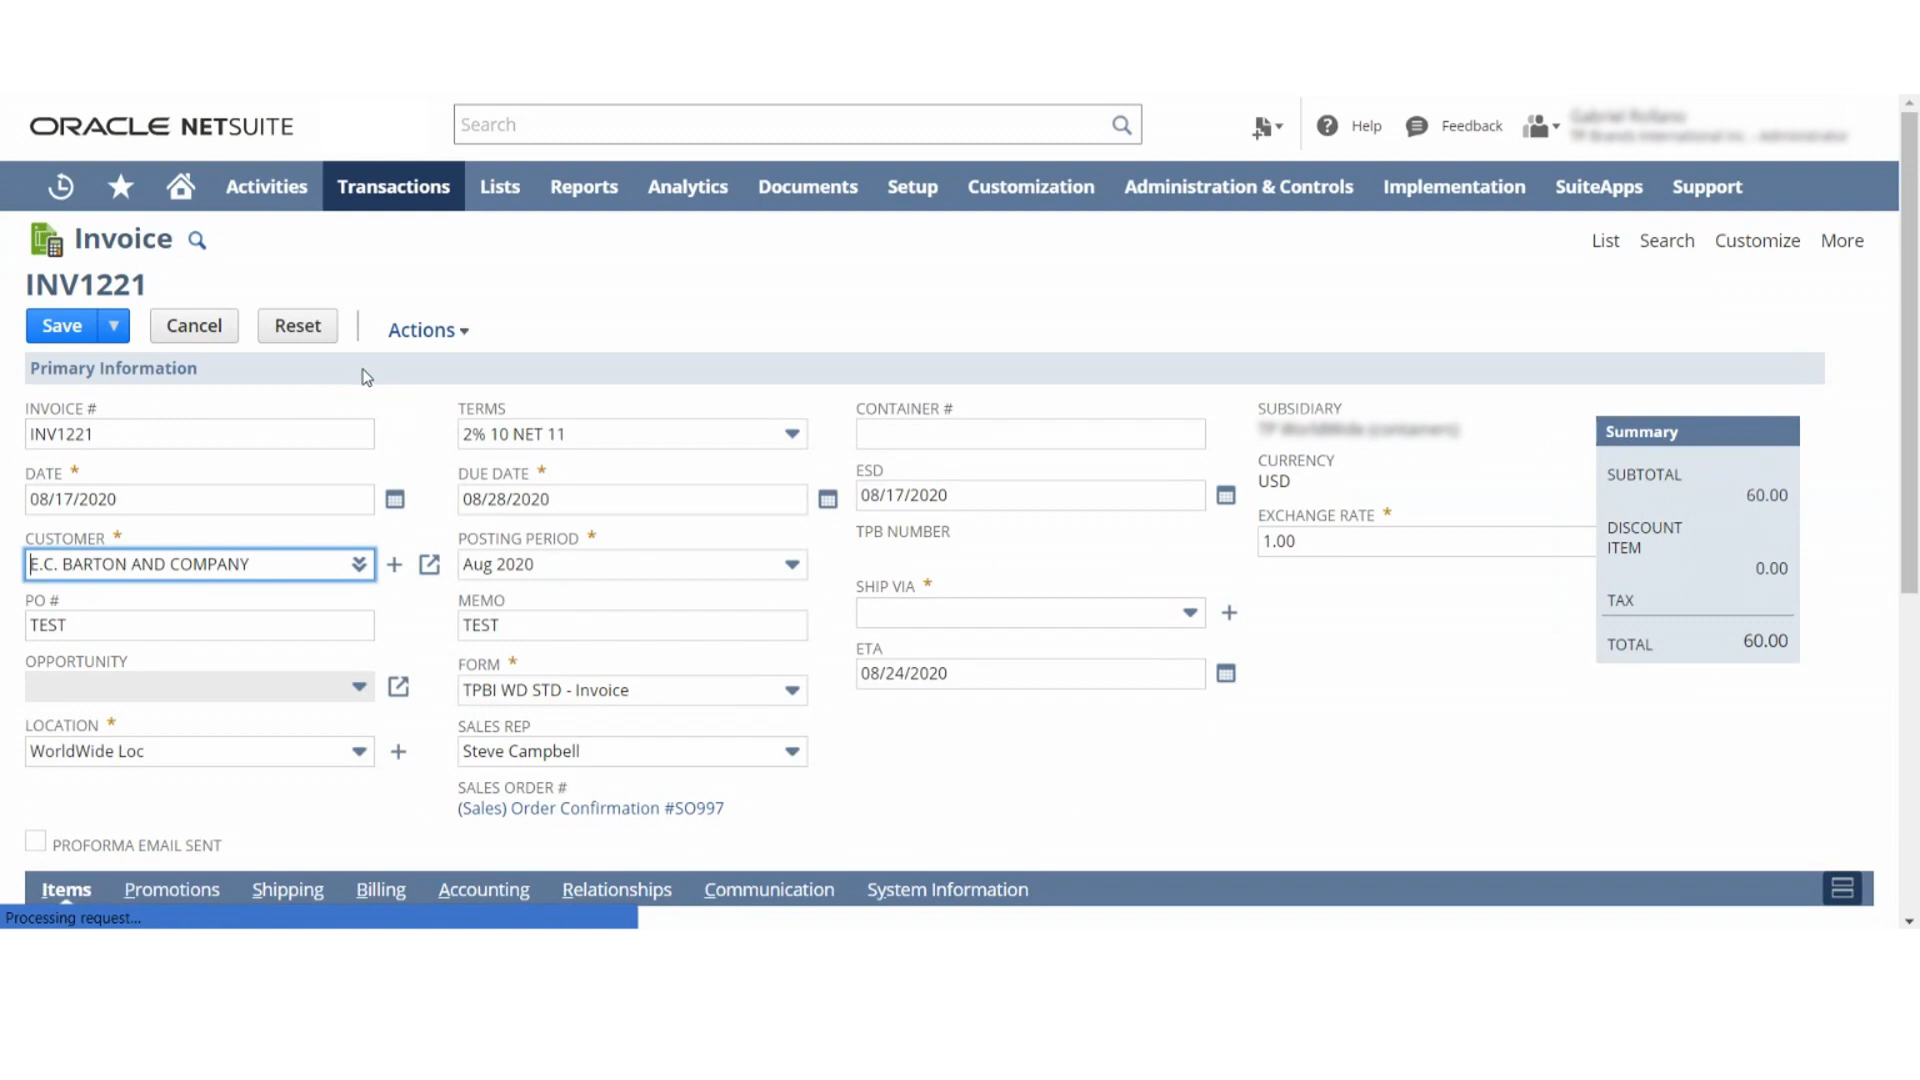 ORACLE NETSUITE
Search
Help
Feedback
Activities
Transactions
Lists
Reports
Analytics
Documents
Setup
Customization
Administration & Controls
Implementation
SuiteApps
Support
Invoice
List
Search
Customize
More
INV1221
Save
Cancel
Reset
Actions
Primary Information
INVOICE #
INV1221
DATE *
08/17/2020
CUSTOMER *
E.C. BARTON AND COMPANY
PO #
TEST
OPPORTUNITY
LOCATION *
WorldWide Loc
PROFORMA EMAIL SENT
TERMS
2% 10 NET 11
DUE DATE *
08/28/2020
POSTING PERIOD *
Aug 2020
MEMO
TEST
FORM *
TPBI WD STD - Invoice
SALES REP
Steve Campbell
SALES ORDER #
(Sales) Order Confirmation #SO997
CONTAINER #
ESD
08/17/2020
TPB NUMBER
SHIP VIA *
ETA
08/24/2020
SUBSIDIARY
CURRENCY
USD
EXCHANGE RATE *
1.00
Summary
SUBTOTAL
60.00
DISCOUNT
ITEM
0.00
TAX
TOTAL
60.00
Items
Promotions
Shipping
Billing
Accounting
Relationships
Communication
System Information
Processing request...